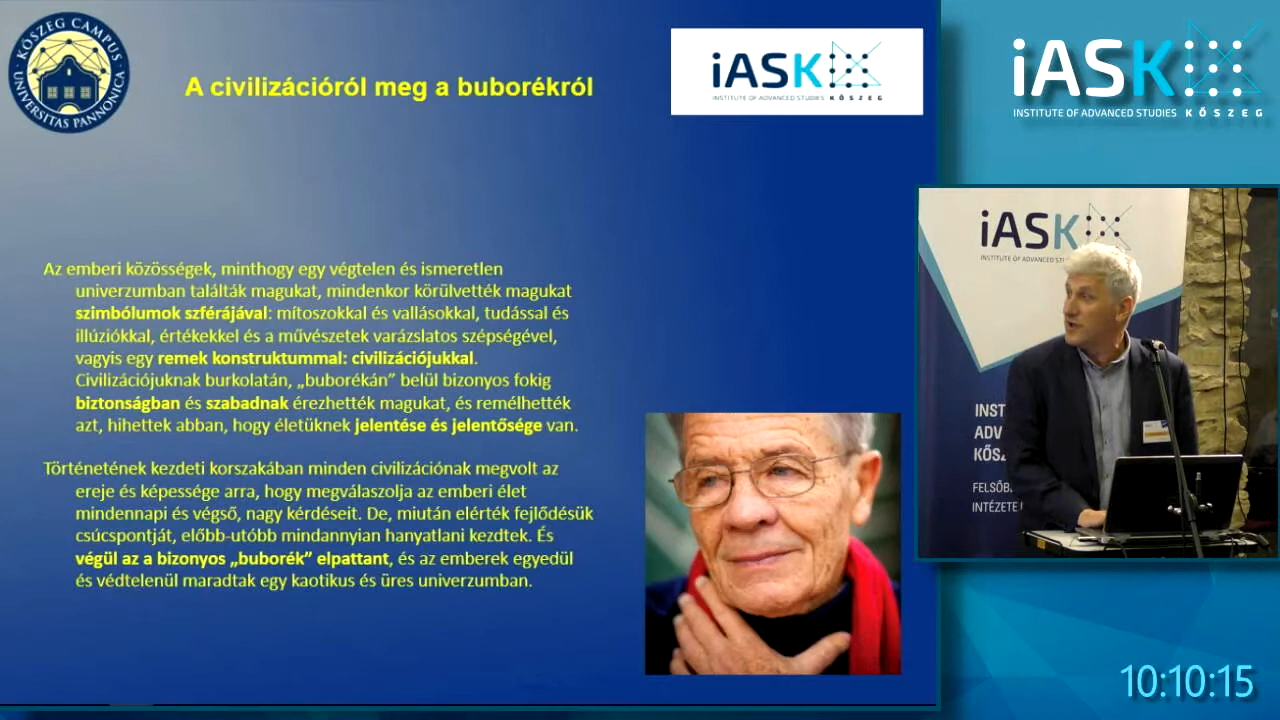 KŐSZEG CAMPUS
UNIVERSITAS PANNONICA
A civilizációról meg a buborékról
iASK
INSTITUTE OF ADVANCED STUDIES KŐSZEG
iASK
INSTITUTE OF ADVANCED STUDIES KŐSZEG
Az emberi közösségek, minthogy egy végtelen és ismeretlen
univerzumban találták magukat, mindenkor körülvették magukat
szimbólumok szférájával: mítoszokkal és vallásokkal, tudással és
illúziókkal, értékekkel és a művészetek varázslatos szépségével,
vagyis egy remek konstruktummal: civilizációjukkal.
Civilizációjuknak burkolatán, „buborékán” belül bizonyos fokig
biztonságban és szabadnak érezhették magukat, és remélhették
azt, hihettek abban, hogy életüknek jelentése és jelentősége van.
Történetének kezdeti korszakában minden civilizációnak megvolt az
ereje és képessége arra, hogy megválaszolja az emberi élet
mindennapi és végső, nagy kérdéseit. De, miután elérték fejlődésük
csúcspontját, előbb-utóbb mindannyian hanyatlani kezdtek. És
végül az a bizonyos „buborék” elpattant, és az emberek egyedül
és védtelenül maradtak egy kaotikus és üres univerzumban.
iASK
INSTITUTE OF ADVANCED STU
INST
ADV
KŐSZ
FELSŐB
INTÉZETE
10:10:15